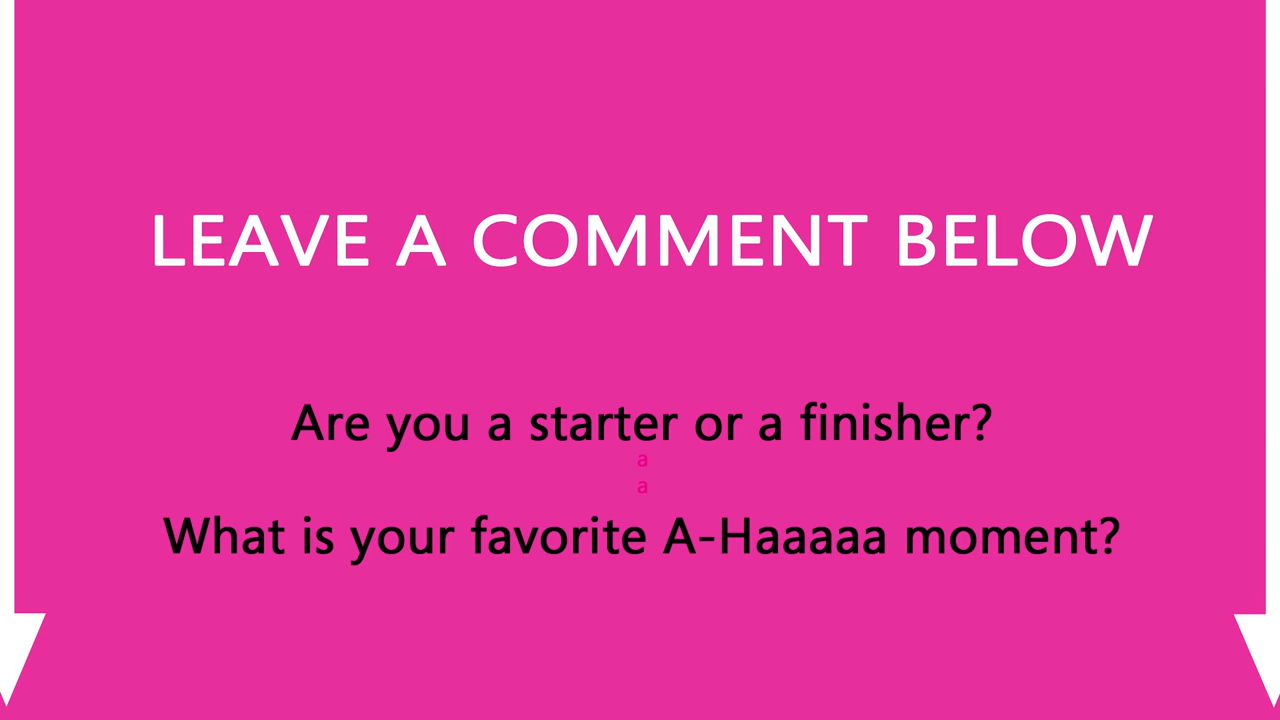 LEAVE A COMMENT BELOW
Are you a starter or a finisher?
a
a
What is your favorite A-Haaaaa moment?